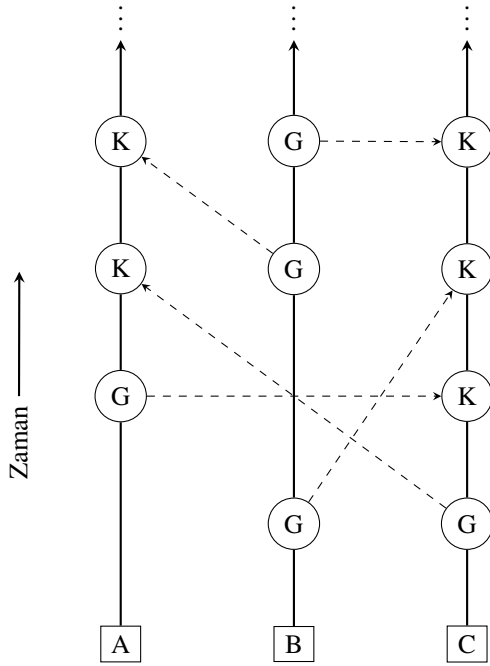 ⋮ ⋮ ⋮
K G K
K G K
G K
G G
Zaman
A B C